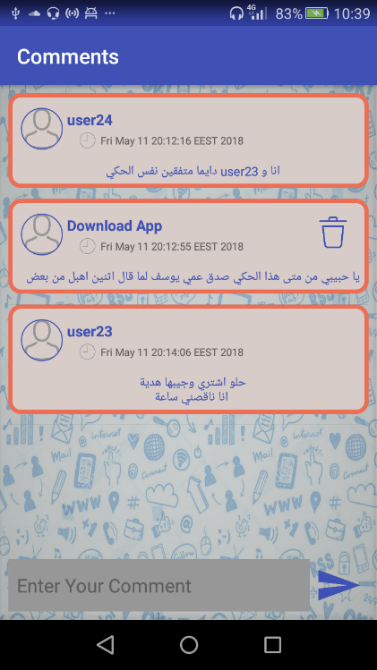 4G 83% 10:39
Comments
user24
Fri May 11 20:12:16 EEST 2018
انا و user23 دايما متفقين نفس الحكي
Download App
Fri May 11 20:12:55 EEST 2018
يا حبيبي من متى هذا الحكي صدق عمي يوسف لما قال اثنين اهبل من بعض
user23
Fri May 11 20:14:06 EEST 2018
حلو اشتري وجيبها هدية
انا ناقصني ساعة
Enter Your Comment